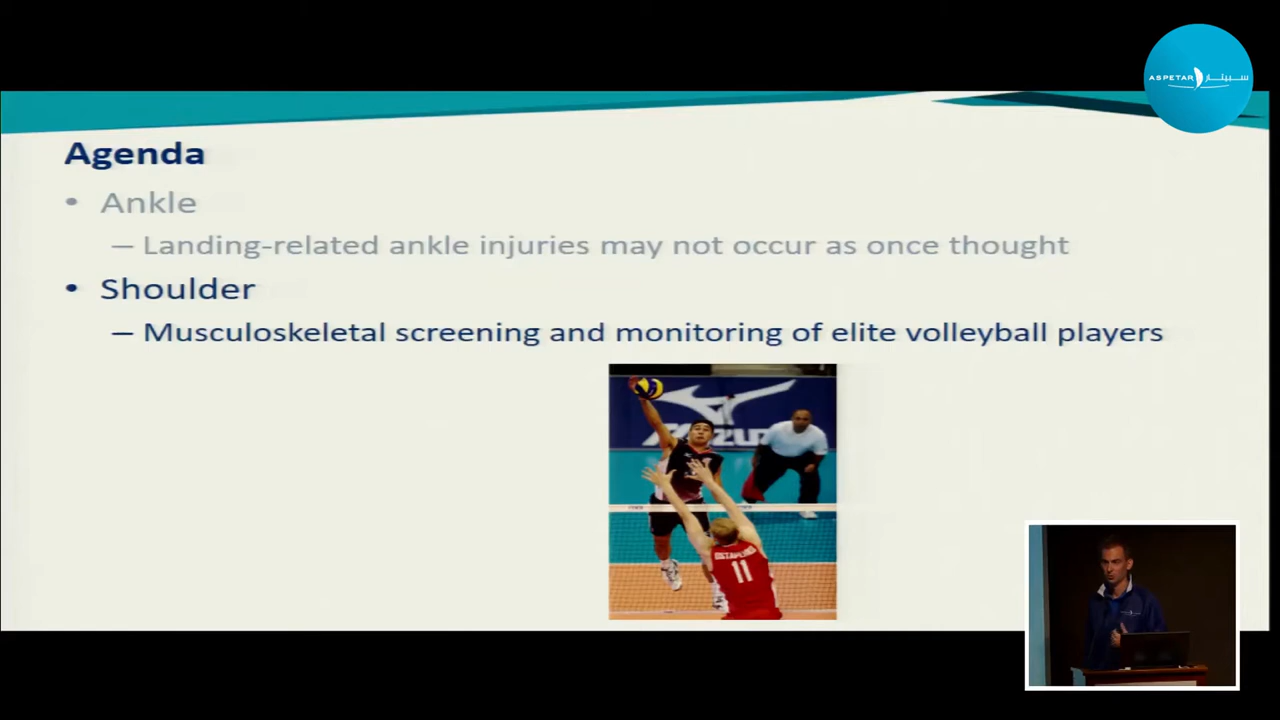 ASPETAR سبيتار
Agenda
• Ankle
– Landing-related ankle injuries may not occur as once thought
• Shoulder
– Musculoskeletal screening and monitoring of elite volleyball players
11